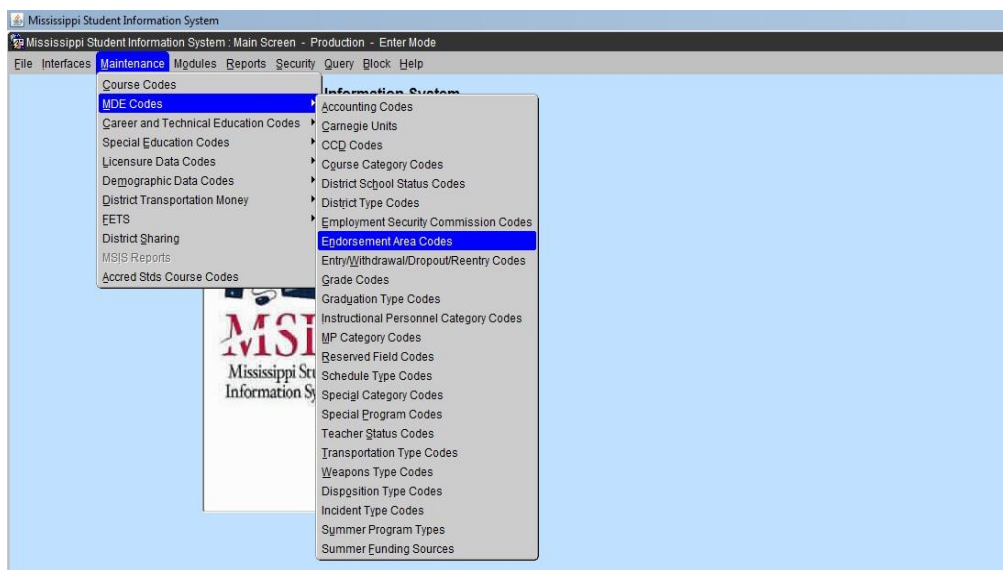 Mississippi Student Information System
Mississippi Student Information System : Main Screen - Production - Enter Mode
File Interfaces Maintenance Modules Reports Security Query Block Help
Information System
Course Codes
MDE Codes
Career and Technical Education Codes
Special Education Codes
Licensure Data Codes
Demographic Data Codes
District Transportation Money
FETS
District Sharing
MSIS Reports
Accred Stds Course Codes
Accounting Codes
Carnegie Units
CCD Codes
Course Category Codes
District School Status Codes
District Type Codes
Employment Security Commission Codes
Endorsement Area Codes
Entry/Withdrawal/Dropout/Reentry Codes
Grade Codes
Graduation Type Codes
Instructional Personnel Category Codes
MP Category Codes
Reserved Field Codes
Schedule Type Codes
Special Category Codes
Special Program Codes
Teacher Status Codes
Transportation Type Codes
Weapons Type Codes
Disposition Type Codes
Incident Type Codes
Summer Program Types
Summer Funding Sources
MSI
Mississippi Stu
Information Sy